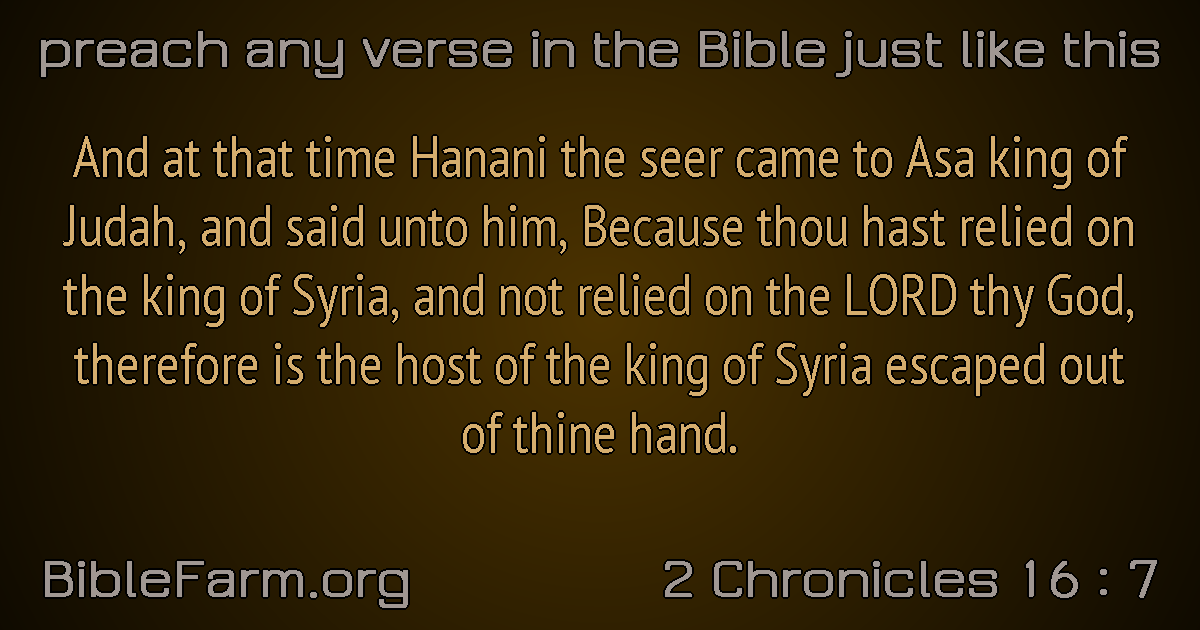 preach any verse in the Bible just like this
And at that time Hanani the seer came to Asa king of
Judah, and said unto him, Because thou hast relied on
the king of Syria, and not relied on the LORD thy God,
therefore is the host of the king of Syria escaped out
of thine hand.
BibleFarm.org
2 Chronicles 16 : 7